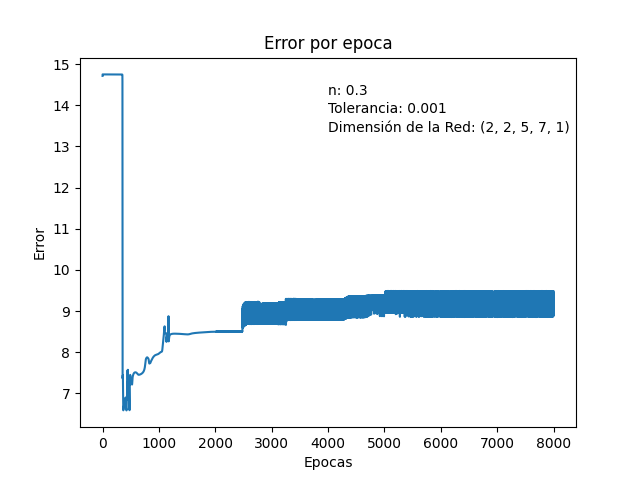 Error por epoca
n: 0.3
Tolerancia: 0.001
Dimensión de la Red: (2, 2, 5, 7, 1)
15
14
13
12
11
10
9
8
7
Error
0 1000 2000 3000 4000 5000 6000 7000 8000
Epocas